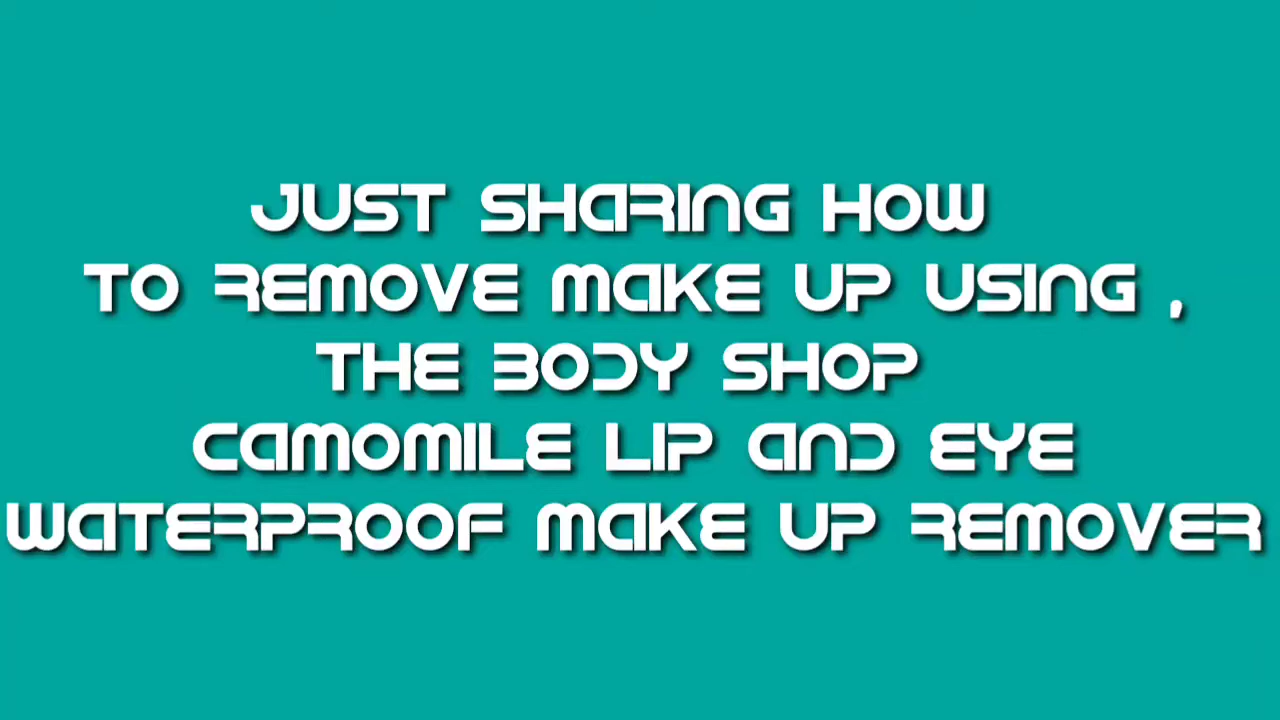 JUST SHARING HOW
TO REMOVE MAKE UP USING ,
THE BODY SHOP
CAMOMILE LIP AND EYE
WATERPROOF MAKE UP REMOVER